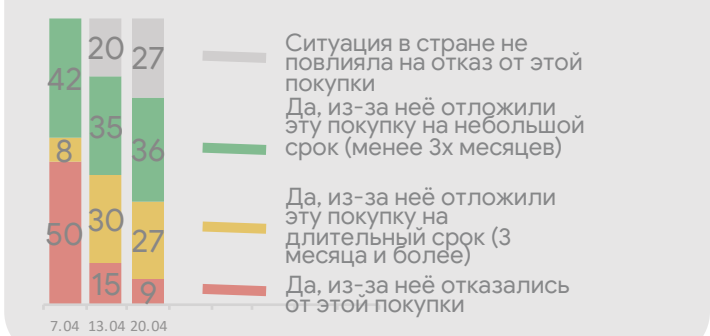 20
27
42
35
36
8
30
27
50
15
9
7.04 13.04 20.04
Ситуация в стране не
повлияла на отказ от этой
покупки
Да, из-за неё отложили
эту покупку на небольшой
срок (менее 3х месяцев)
Да, из-за неё отложили
эту покупку на
длительный срок (3
месяца и более)
Да, из-за неё отказались
от этой покупки